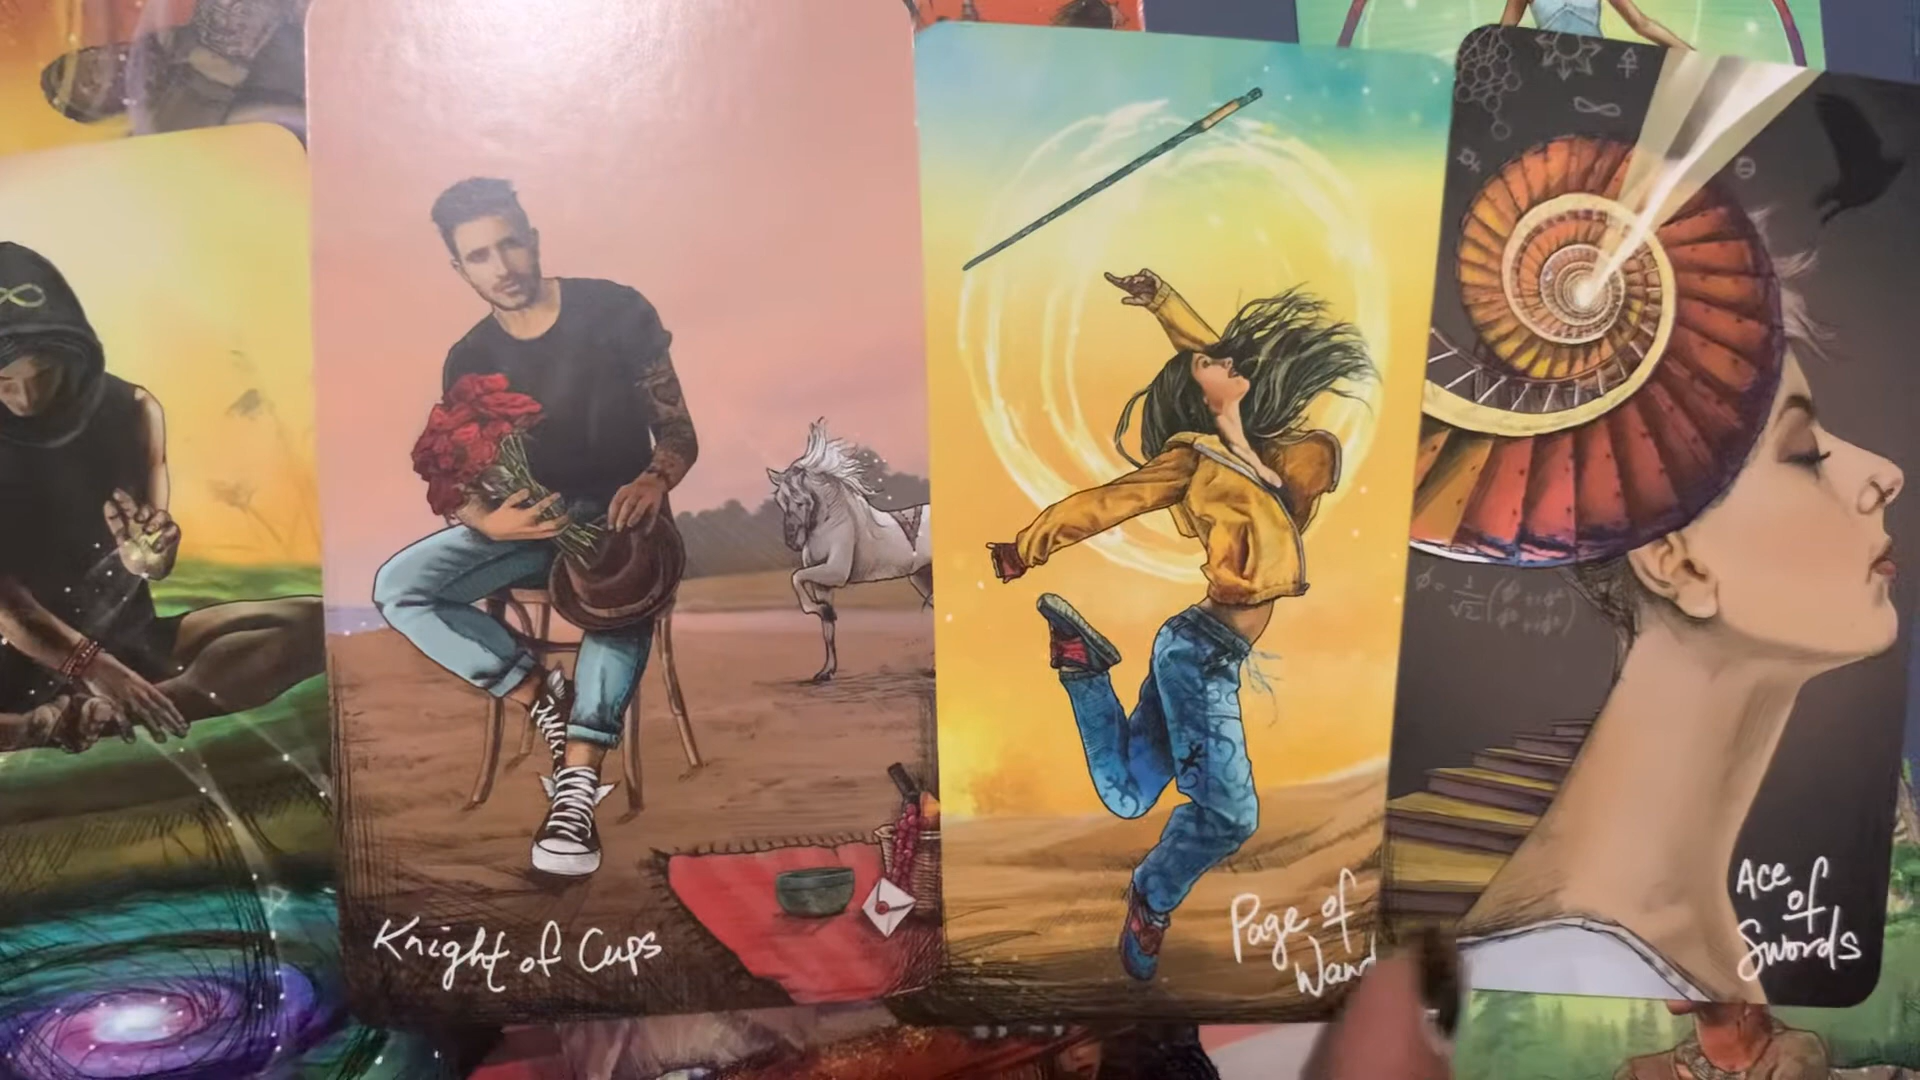 Knight of Cups
Page of
Wand
Ace
of
Swords